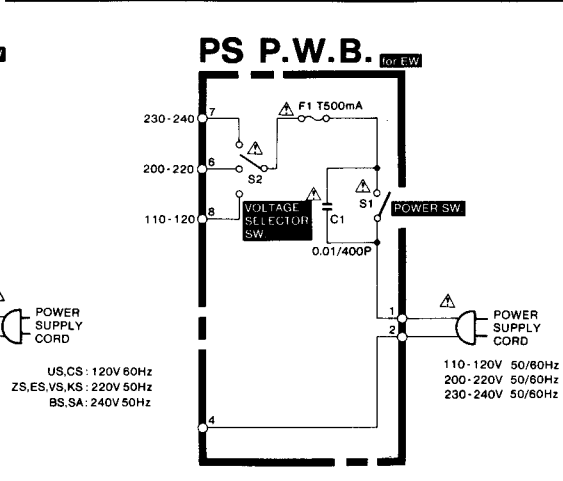 PS P.W.B. for EW
F1 T500mA
230-240 7
200-220 6
S2
110-120 8
VOLTAGE
SELECTOR
SW.
C1
0.01/400P
S1
POWER SW.
1
2
4
POWER
SUPPLY
CORD
110-120V 50/60Hz
200-220V 50/60Hz
230-240V 50/60Hz
POWER
SUPPLY
CORD
US,CS: 120V 60Hz
ZS,ES,VS,KS: 220V 50Hz
BS,SA: 240V 50Hz